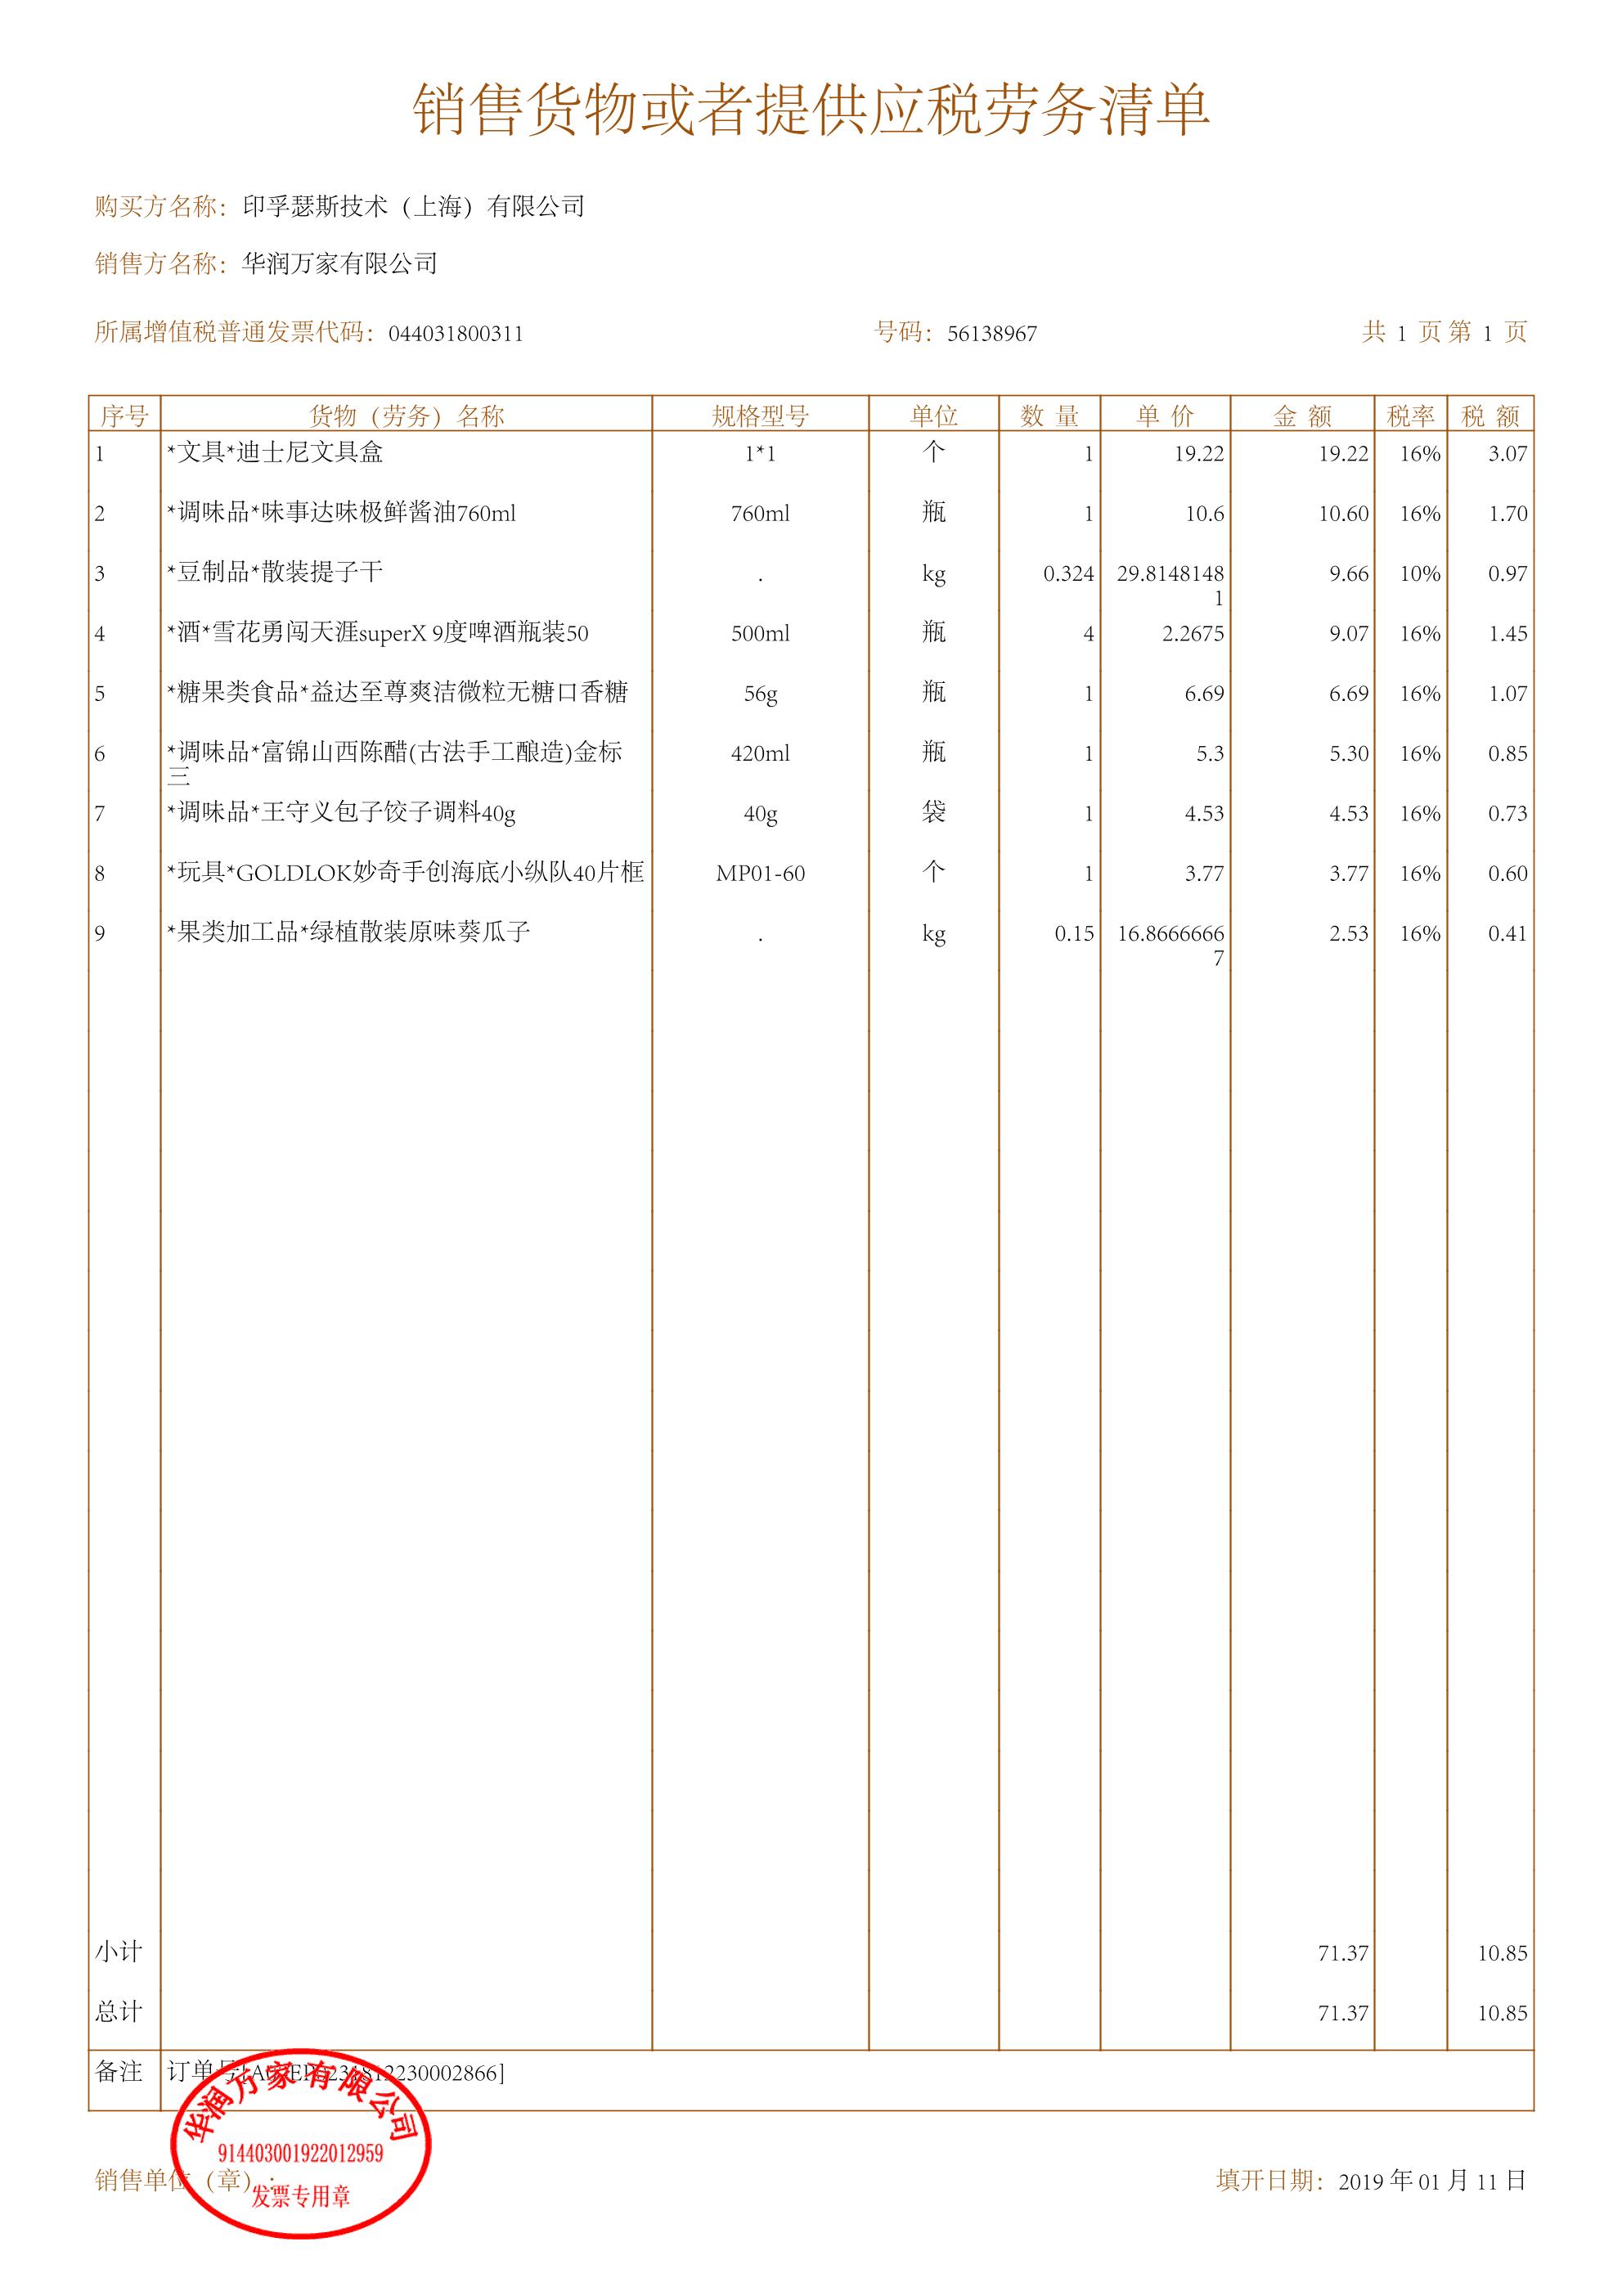 销售货物或者提供应税劳务清单
购买方名称：印孚瑟斯技术（上海）有限公司
销售方名称：华润万家有限公司
所属增值税普通发票代码：044031800311 号码：56138967 共 1 页 第 1 页
序号 货物（劳务）名称 规格型号 单位 数 量 单 价 金 额 税率 税 额
1 *文具*迪士尼文具盒 1*1 个 1 19.22 19.22 16% 3.07
2 *调味品*味事达味极鲜酱油760ml 760ml 瓶 1 10.6 10.60 16% 1.70
3 *豆制品*散装提子干 . kg 0.324 29.8148148 9.66 10% 0.97
1
4 *酒*雪花勇闯天涯superX 9度啤酒瓶装50 500ml 瓶 4 2.2675 9.07 16% 1.45
5 *糖果类食品*益达至尊爽洁微粒无糖口香糖 56g 瓶 1 6.69 6.69 16% 1.07
6 *调味品*富锦山西陈醋(古法手工酿造)金标 420ml 瓶 1 5.3 5.30 16% 0.85
三
7 *调味品*王守义包子饺子调料40g 40g 袋 1 4.53 4.53 16% 0.73
8 *玩具*GOLDLOK妙奇手创海底小纵队40片框 MP01-60 个 1 3.77 3.77 16% 0.60
9 *果类加工品*绿植散装原味葵瓜子 . kg 0.15 16.8666666 2.53 16% 0.41
7
小计 71.37 10.85
总计 71.37 10.85
备注 订单号
华润万家有限公司
914403001922012959
发票专用章
销售单位（章）： 填开日期：2019 年 01 月 11 日